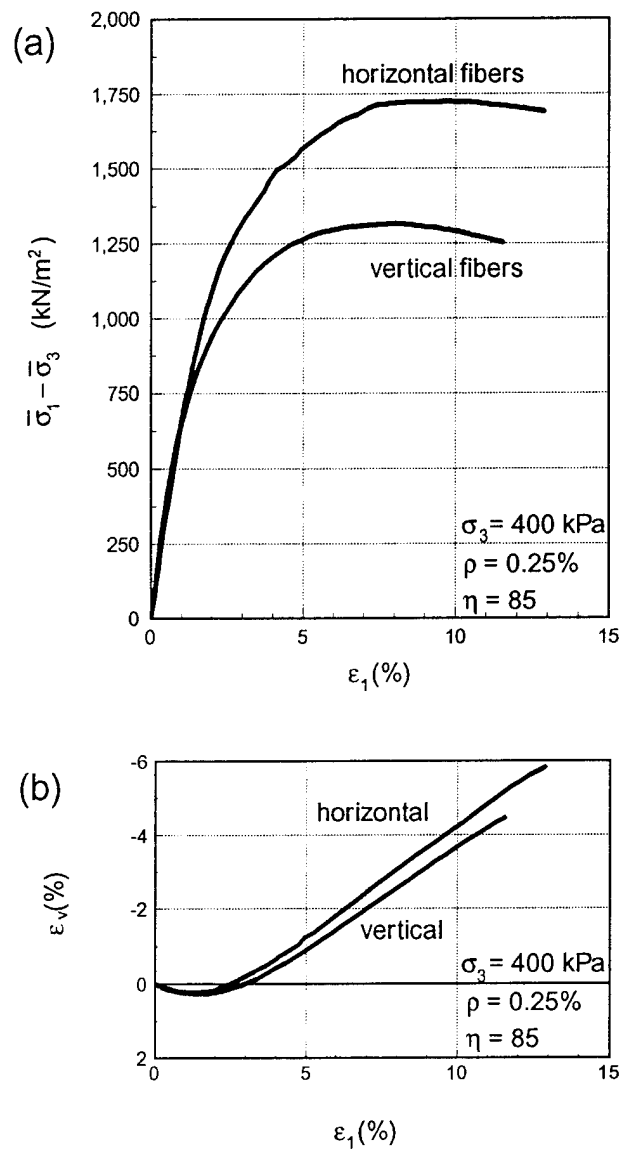 (a)
2,000
1,750
1,500
1,250
1,000
750
500
250
0
σ̅₁ – σ̅₃ (kN/m²)
horizontal fibers
vertical fibers
σ₃ = 400 kPa
ρ = 0.25%
η = 85
0 5 10 15
ε₁(%)
(b)
-6
-4
-2
0
2
εᵥ(%)
horizontal
vertical
σ₃ = 400 kPa
ρ = 0.25%
η = 85
0 5 10 15
ε₁(%)